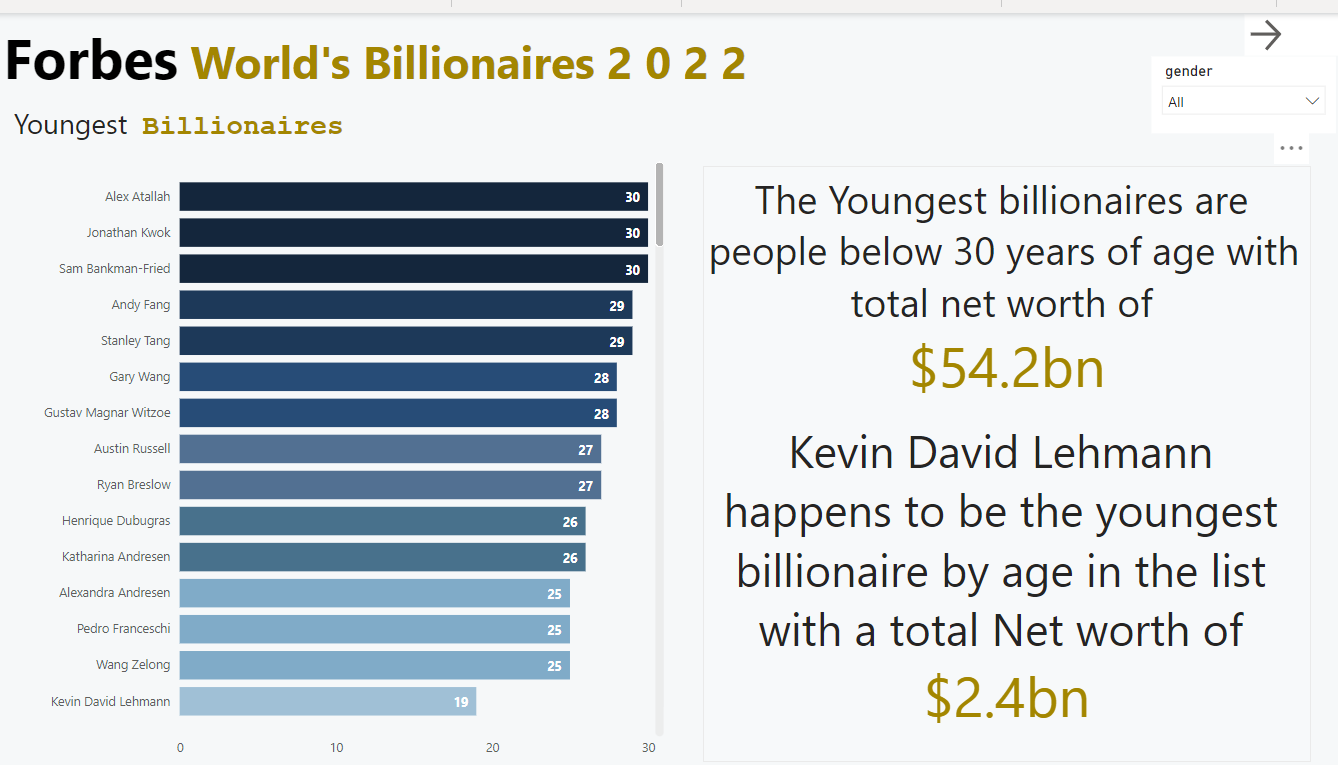 Forbes World's Billionaires 2 0 2 2
gender
All
Youngest Billionaires
Alex Atallah 30
Jonathan Kwok 30
Sam Bankman-Fried 30
Andy Fang 29
Stanley Tang 29
Gary Wang 28
Gustav Magnar Witzoe 28
Austin Russell 27
Ryan Breslow 27
Henrique Dubugras 26
Katharina Andresen 26
Alexandra Andresen 25
Pedro Franceschi 25
Wang Zelong 25
Kevin David Lehmann 19
0 10 20 30
The Youngest billionaires are
people below 30 years of age with
total net worth of
$54.2bn
Kevin David Lehmann
happens to be the youngest
billionaire by age in the list
with a total Net worth of
$2.4bn